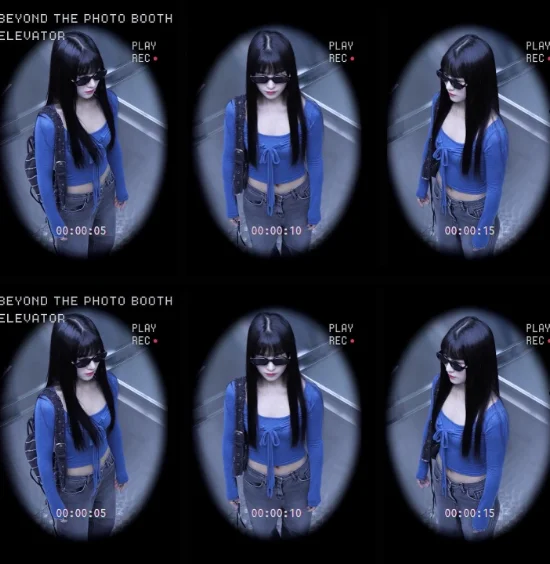 BEYOND THE PHOTO BOOTH
ELEVATOR
PLAY
REC
PLAY
REC
PLAY
REC
00:00:05
00:00:10
00:00:15
BEYOND THE PHOTO BOOTH
ELEVATOR
PLAY
REC
PLAY
REC
PLAY
REC
00:00:05
00:00:10
00:00:15